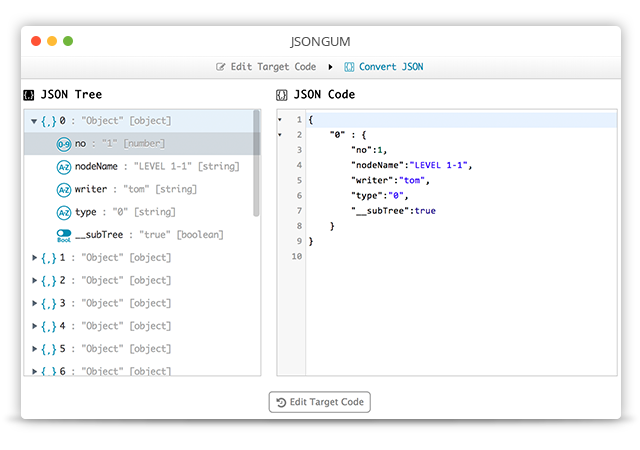 JSONGUM
Edit Target Code ▶ Convert JSON
JSON Tree
{,} 0 : "Object" [object]
0-9 no : "1" [number]
A-Z nodeName : "LEVEL 1-1" [string]
A-Z writer : "tom" [string]
A-Z type : "0" [string]
Bool __subTree : "true" [boolean]
{,} 1 : "Object" [object]
{,} 2 : "Object" [object]
{,} 3 : "Object" [object]
{,} 4 : "Object" [object]
{,} 5 : "Object" [object]
{,} 6 : "Object" [object]
JSON Code
1 {
2 "0" : {
3 "no":1,
4 "nodeName":"LEVEL 1-1",
5 "writer":"tom",
6 "type":"0",
7 "__subTree":true
8 }
9 }
10
Edit Target Code